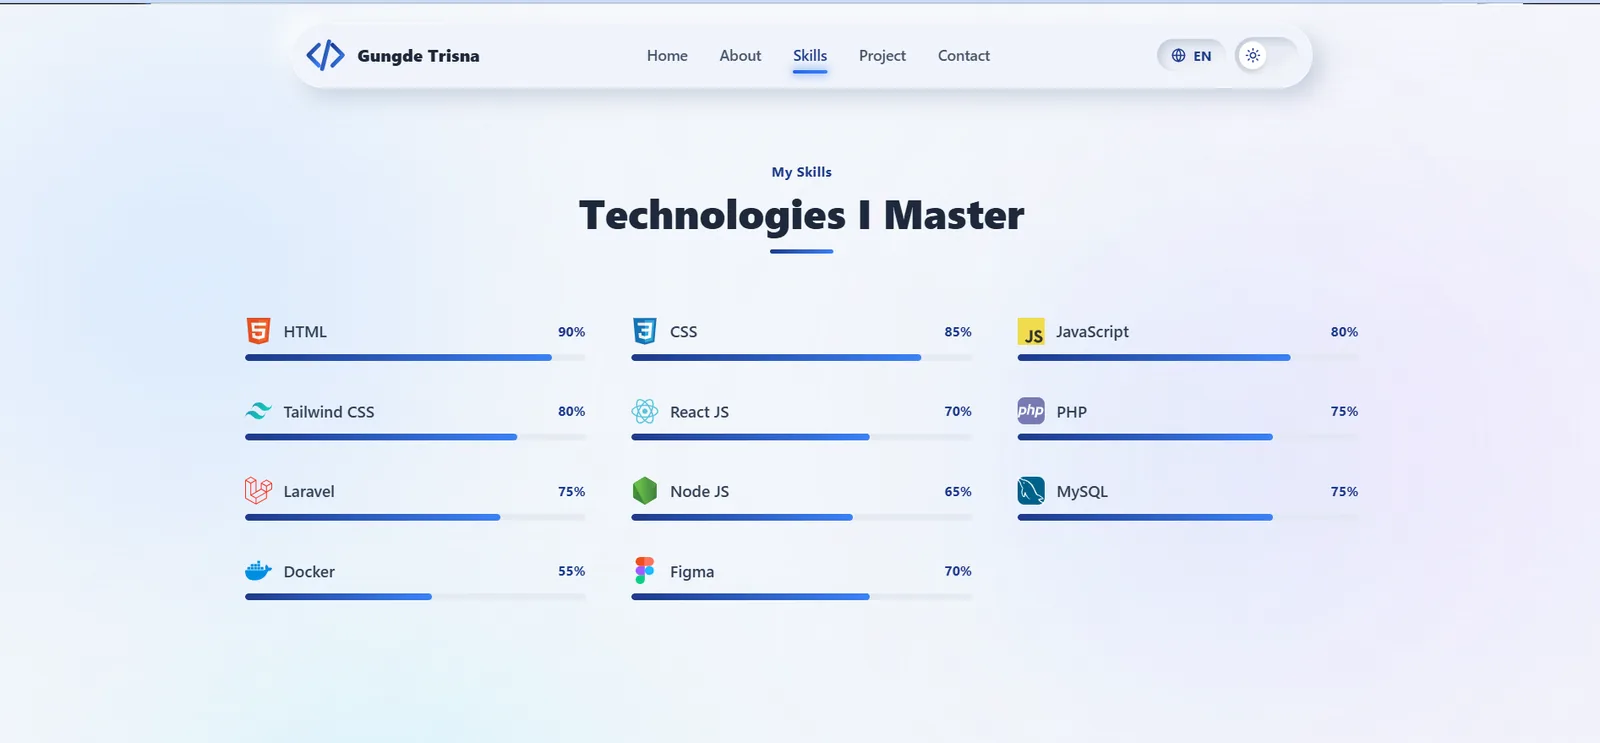 Gungde Trisna
Home About Skills Project Contact
EN
My Skills
Technologies I Master
HTML 90%
CSS 85%
JS JavaScript 80%
Tailwind CSS 80%
React JS 70%
php PHP 75%
Laravel 75%
Node JS 65%
MySQL 75%
Docker 55%
Figma 70%